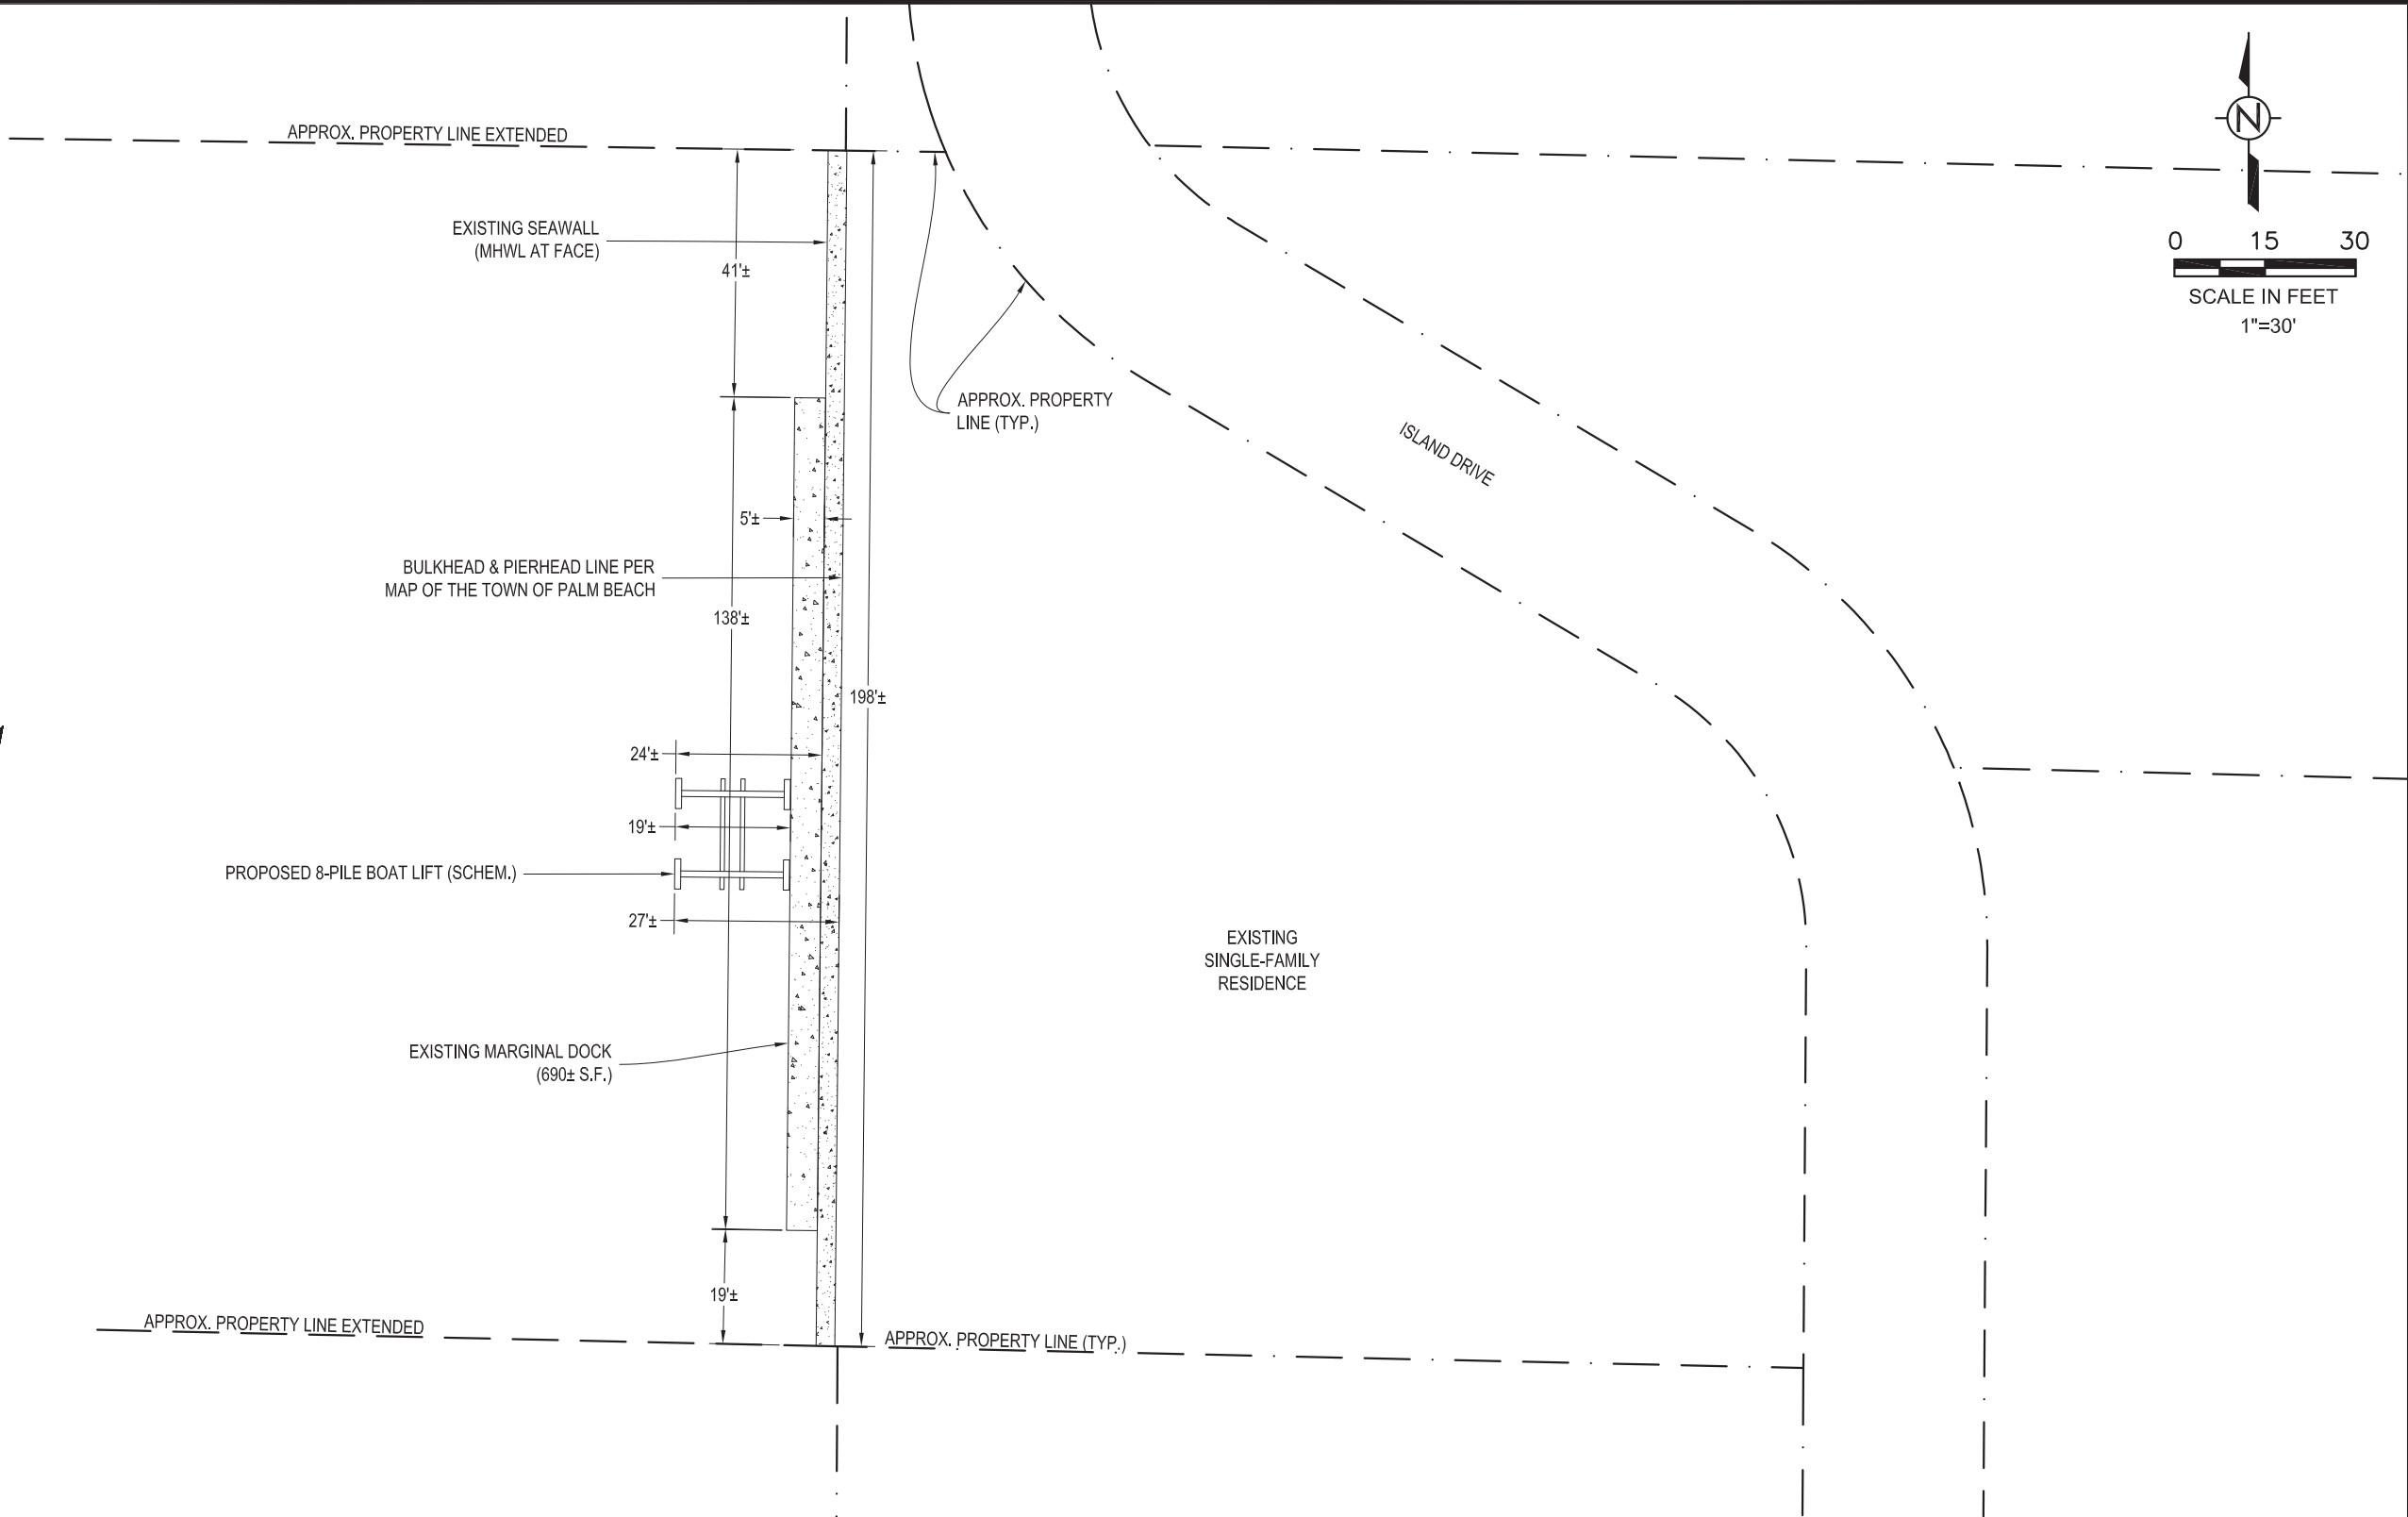 APPROX. PROPERTY LINE EXTENDED
N
EXISTING SEAWALL
(MHWL AT FACE)
41'±
0 15 30
SCALE IN FEET
1"=30'
APPROX. PROPERTY
LINE (TYP.)
ISLAND DRIVE
5'±
BULKHEAD & PIERHEAD LINE PER
MAP OF THE TOWN OF PALM BEACH
138'±
198'±
24'±
19'±
PROPOSED 8-PILE BOAT LIFT (SCHEM.)
27'±
EXISTING
SINGLE-FAMILY
RESIDENCE
EXISTING MARGINAL DOCK
(690± S.F.)
19'±
APPROX. PROPERTY LINE EXTENDED
APPROX. PROPERTY LINE (TYP.)